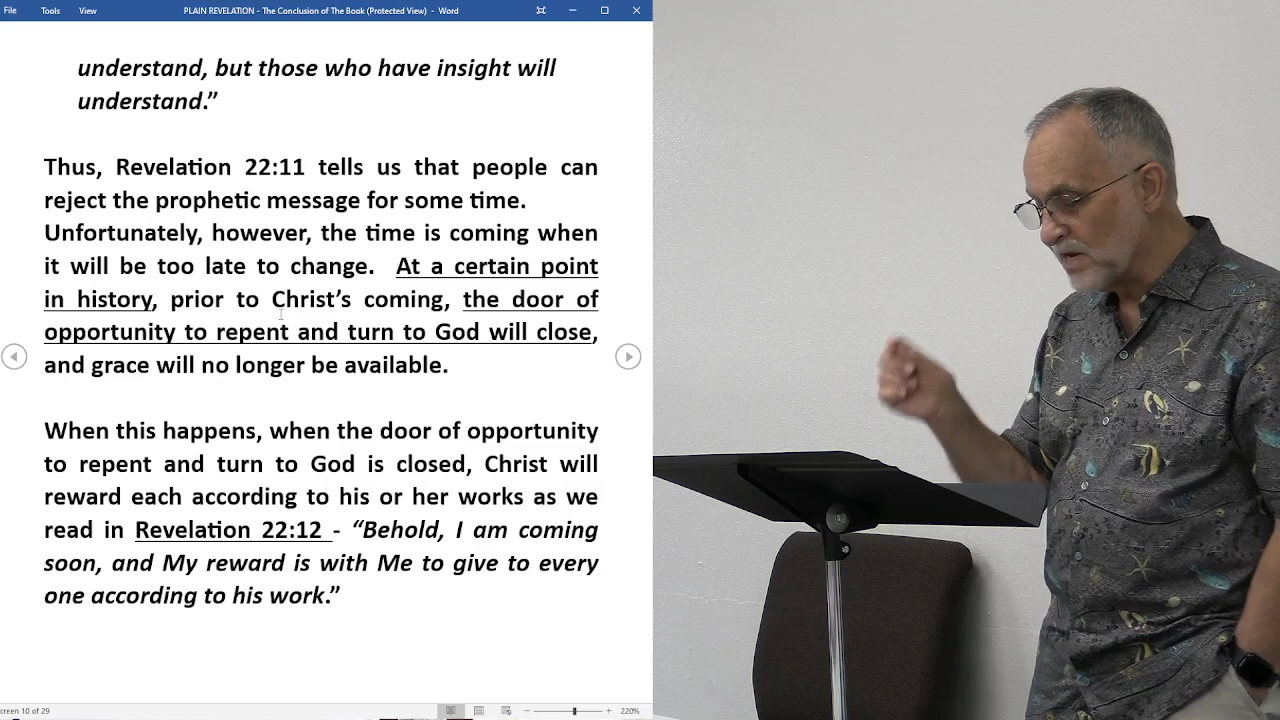 File Tools View PLAIN REVELATION - The Conclusion of The Book (Protected View) - Word
understand, but those who have insight will
understand.”
Thus, Revelation 22:11 tells us that people can
reject the prophetic message for some time.
Unfortunately, however, the time is coming when
it will be too late to change. At a certain point
in history, prior to Christ’s coming, the door of
opportunity to repent and turn to God will close,
and grace will no longer be available.
When this happens, when the door of opportunity
to repent and turn to God is closed, Christ will
reward each according to his or her works as we
read in Revelation 22:12 - “Behold, I am coming
soon, and My reward is with Me to give to every
one according to his work.”
creen 10 of 29 220%